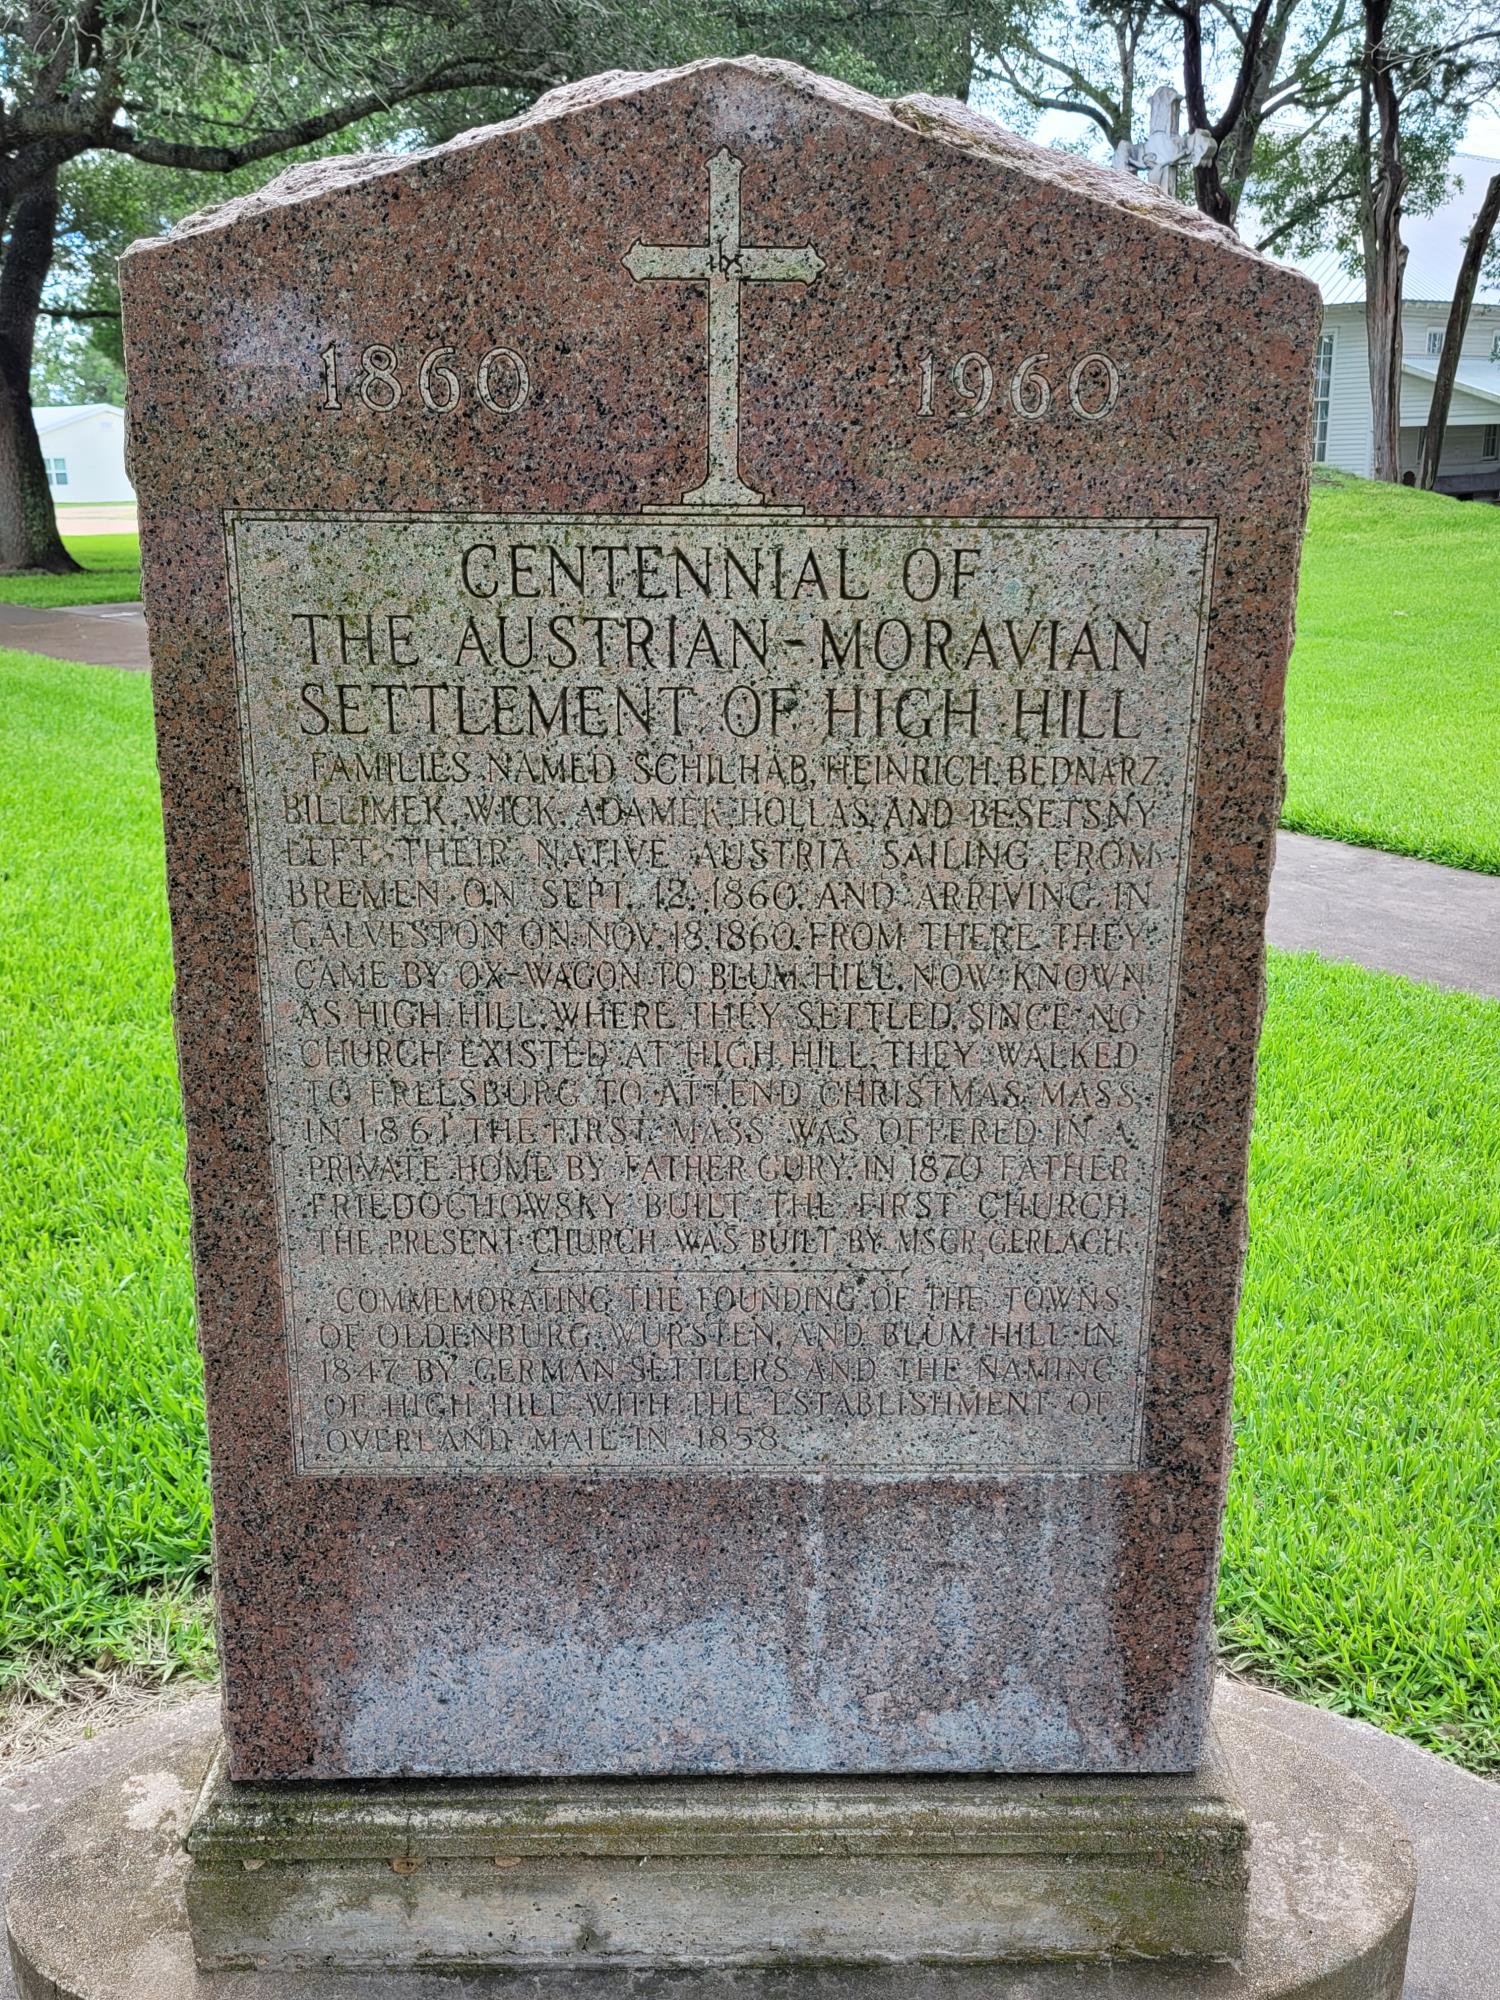 ihs
1860 1960
CENTENNIAL OF
THE AUSTRIAN-MORAVIAN
SETTLEMENT OF HIGH HILL
FAMILIES NAMED SCHILHAB, HEINRICH, BEDNARZ
BILLIMEK, WICK, ADAMEK, HOLLAS, AND BESETSNY
LEFT THEIR NATIVE AUSTRIA SAILING FROM
BREMEN ON SEPT. 12, 1860, AND ARRIVING IN
GALVESTON ON NOV. 18, 1860. FROM THERE THEY
CAME BY OX-WAGON TO BLUM HILL, NOW KNOWN
AS HIGH HILL, WHERE THEY SETTLED. SINCE NO
CHURCH EXISTED AT HIGH HILL, THEY WALKED
TO FRELSBURG TO ATTEND CHRISTMAS MASS.
IN 1861 THE FIRST MASS WAS OFFERED IN A
PRIVATE HOME BY FATHER GURY. IN 1870 FATHER
FRIEDOCHOWSKY BUILT THE FIRST CHURCH.
THE PRESENT CHURCH WAS BUILT BY MSGR. GERLACH.
COMMEMORATING THE FOUNDING OF THE TOWNS
OF OLDENBURG, WURSTEN, AND BLUM HILL IN
1847 BY GERMAN SETTLERS AND THE NAMING
OF HIGH HILL WITH THE ESTABLISHMENT OF
OVERLAND MAIL IN 1858.